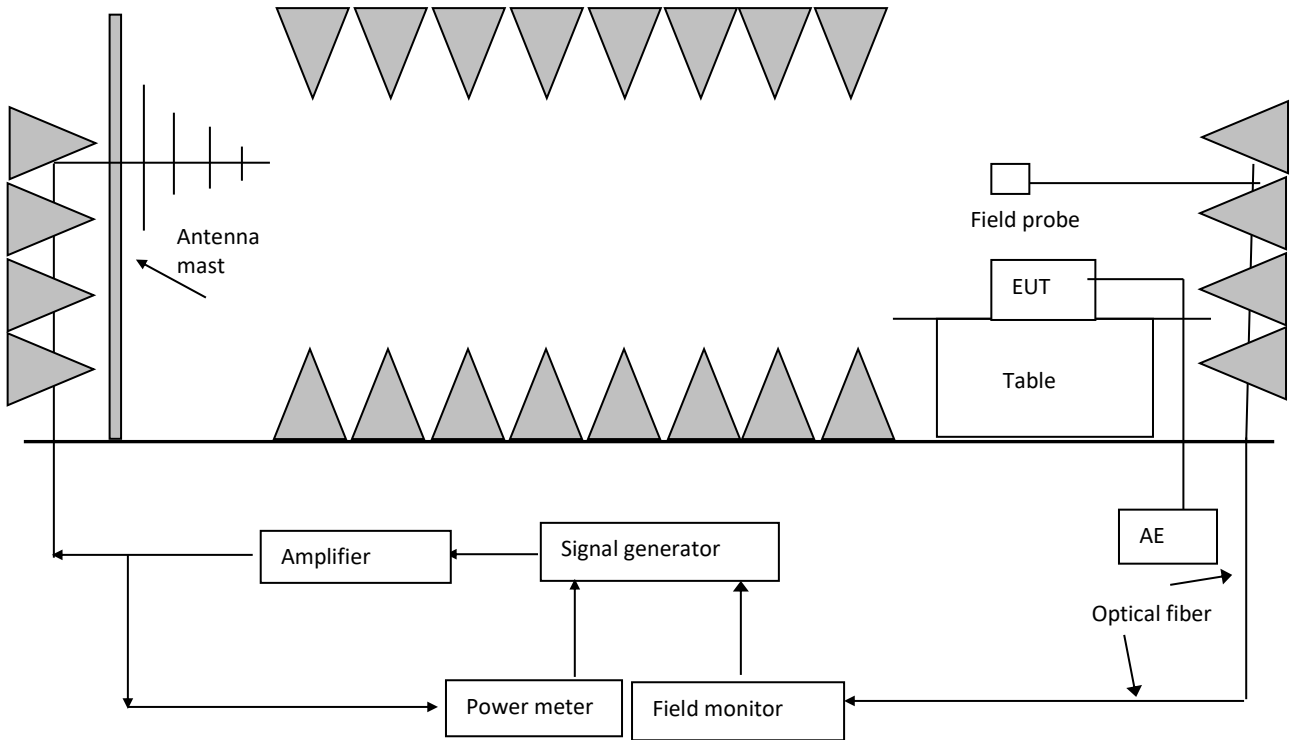 Antenna
mast
Field probe
EUT
Table
AE
Signal generator
Amplifier
Optical fiber
Power meter
Field monitor